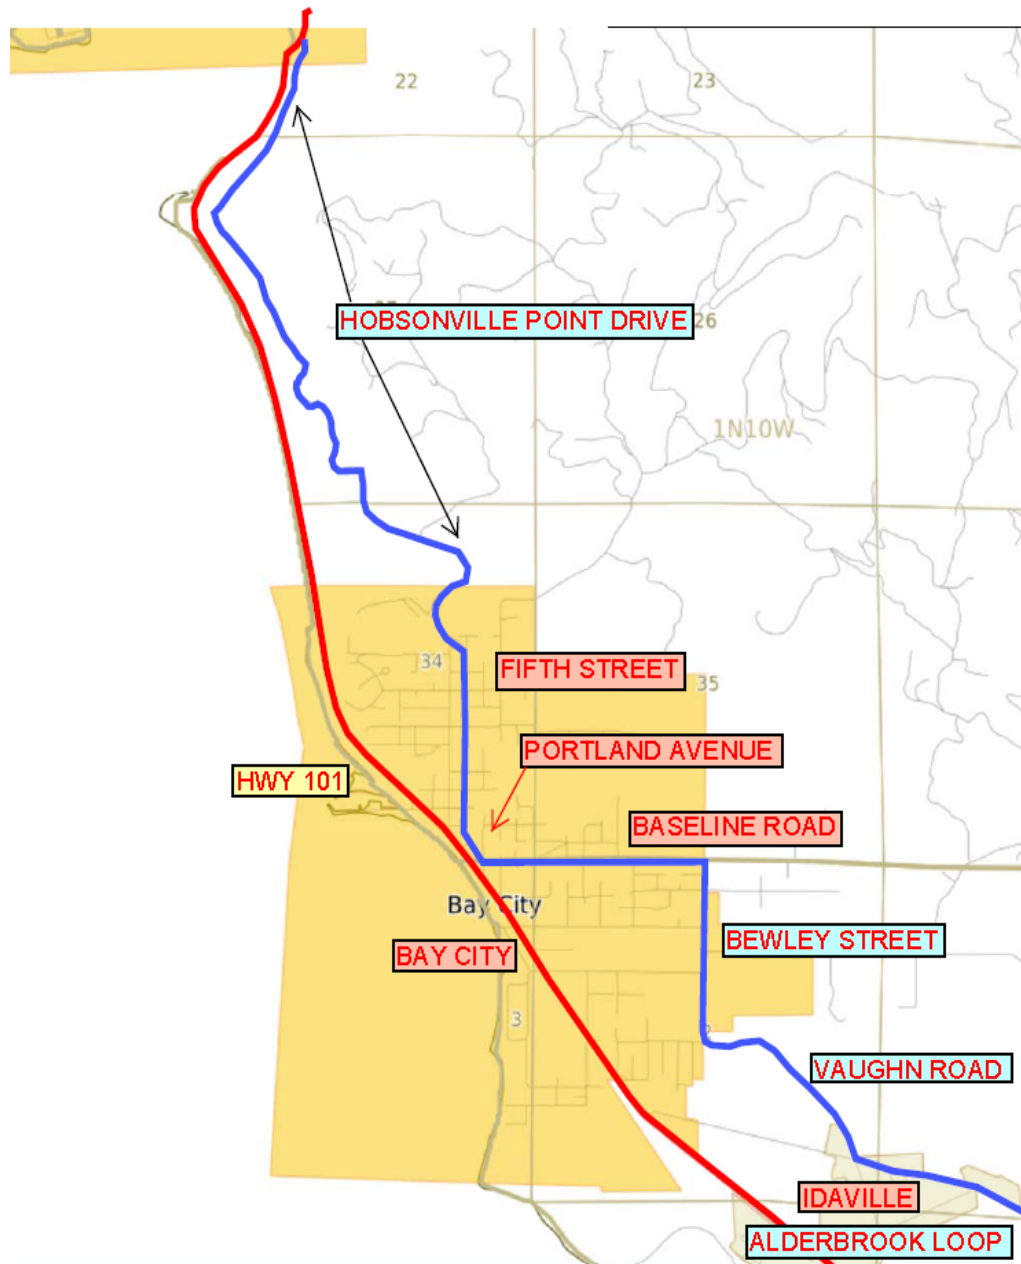 22
23
HOBSONVILLE POINT DRIVE
26
1N10W
34
FIFTH STREET
35
PORTLAND AVENUE
HWY 101
BASELINE ROAD
Bay City
BEWLEY STREET
BAY CITY
3
VAUGHN ROAD
IDAVILLE
ALDERBROOK LOOP